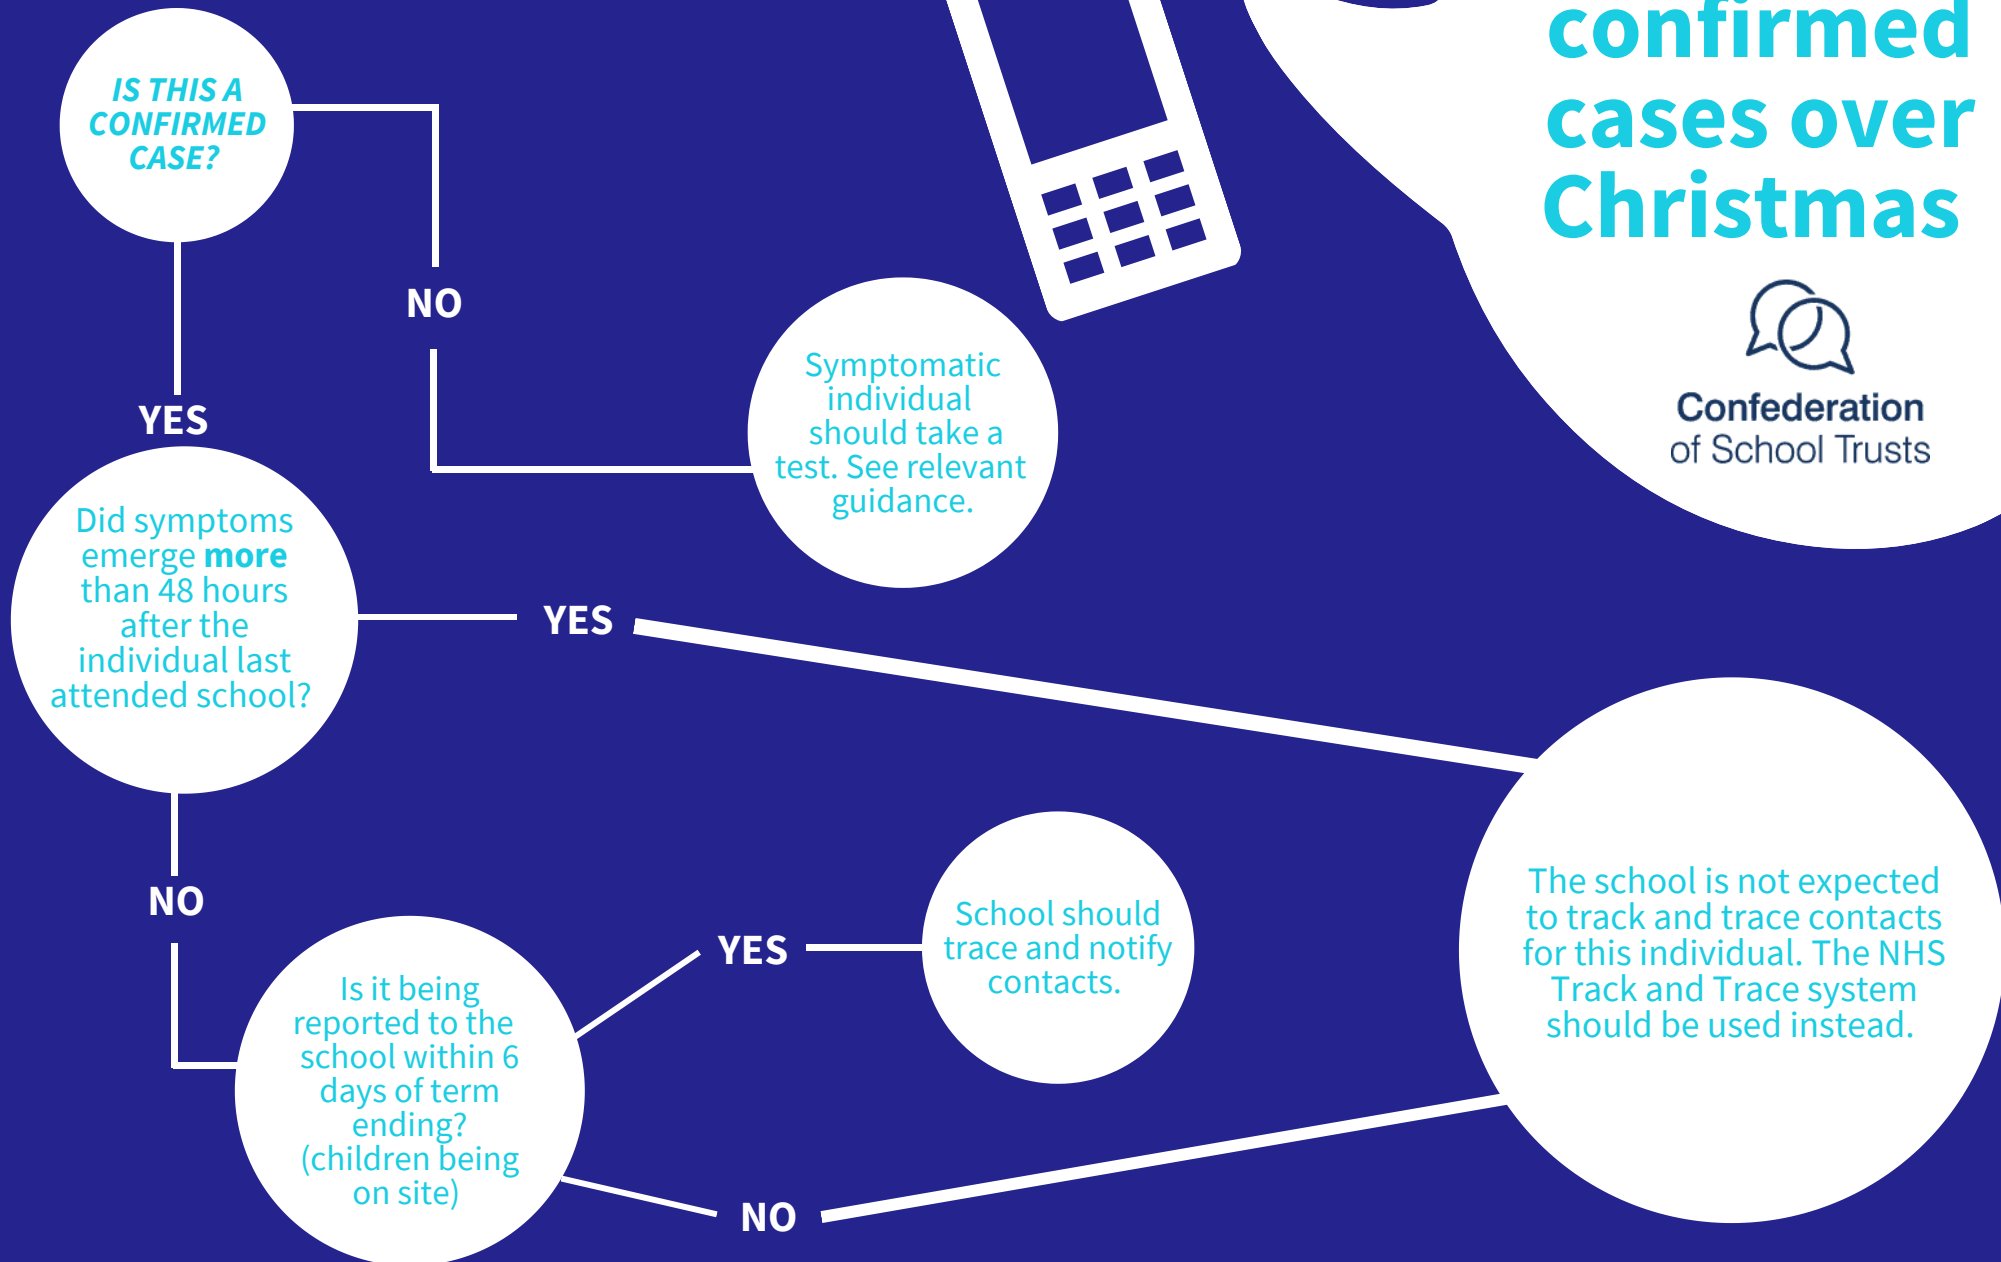 confirmed
cases over
Christmas
Confederation
of School Trusts
IS THIS A
CONFIRMED
CASE?
NO
YES
Symptomatic
individual
should take a
test. See relevant
guidance.
Did symptoms
emerge more
than 48 hours
after the
individual last
attended school?
YES
NO
Is it being
reported to the
school within 6
days of term
ending?
(children being
on site)
YES
School should
trace and notify
contacts.
NO
The school is not expected
to track and trace contacts
for this individual. The NHS
Track and Trace system
should be used instead.